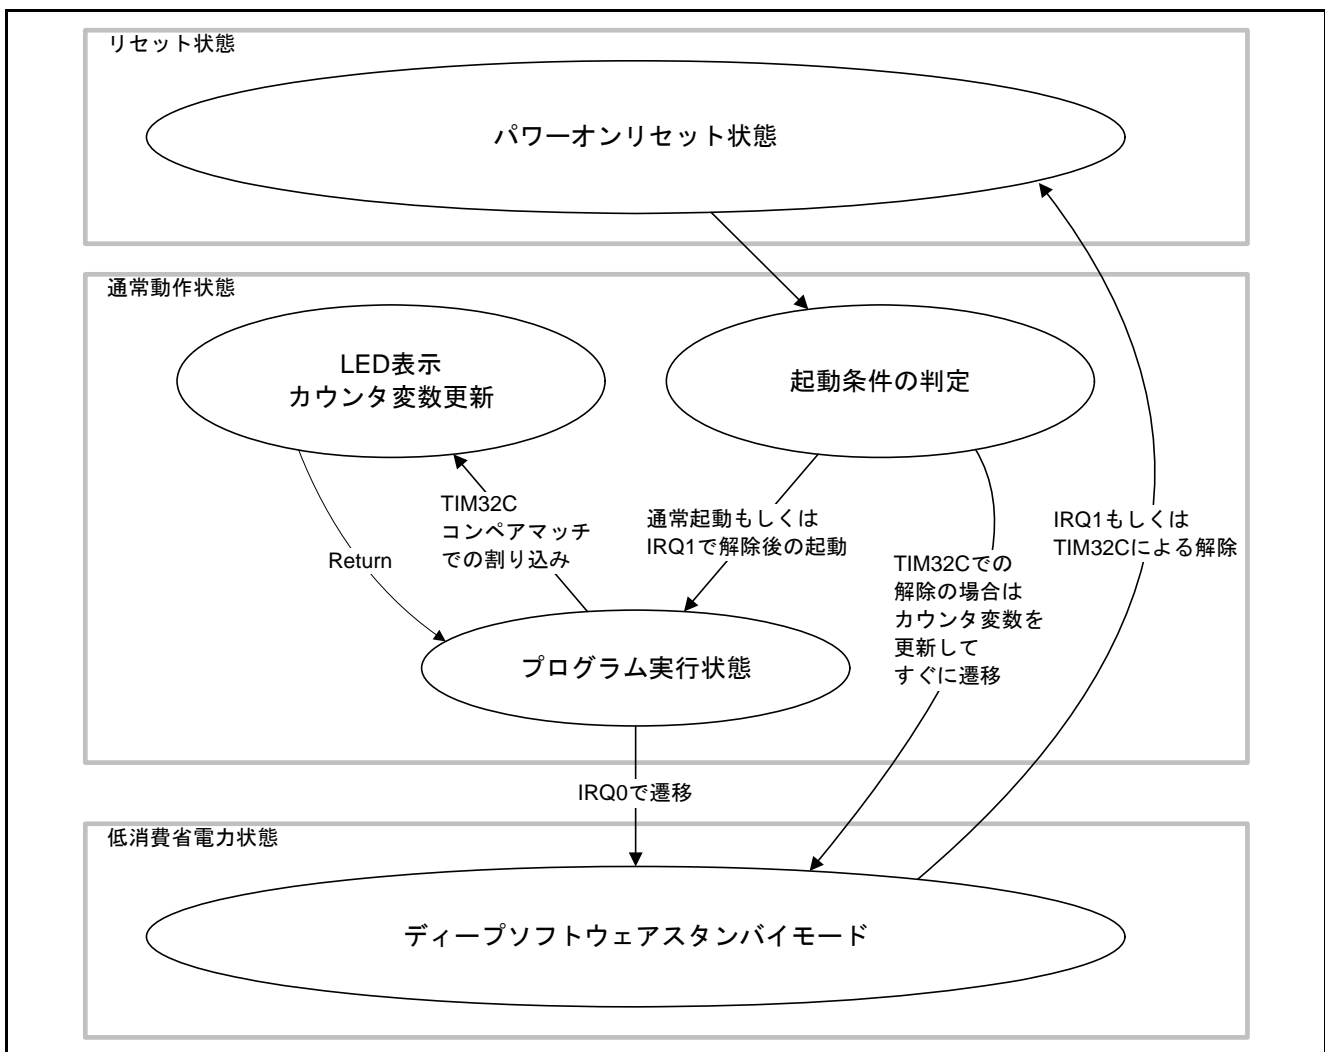 リセット状態
パワーオンリセット状態
通常動作状態
LED表示
カウンタ変数更新
起動条件の判定
TIM32C
コンペアマッチ
での割り込み
Return
通常起動もしくは
IRQ1で解除後の起動
TIM32Cでの
解除の場合は
カウンタ変数を
更新して
すぐに遷移
IRQ1もしくは
TIM32Cによる解除
プログラム実行状態
IRQ0で遷移
低消費省電力状態
ディープソフトウェアスタンバイモード